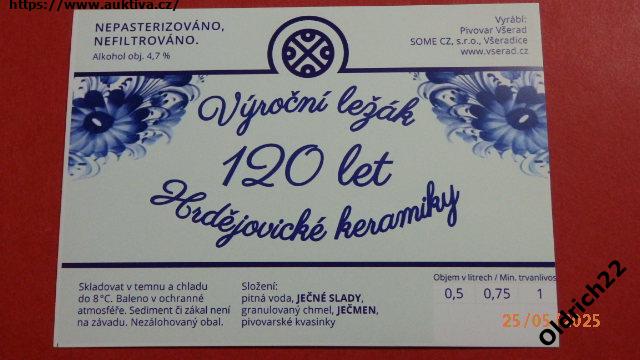 https://www.auktiva.cz/
NEPASTERIZOVÁNO,
NEFILTROVÁNO.
Alkohol obj. 4,7 %
Vyrábí:
Pivovar Všerad
SOME CZ, s.r.o., Všeradice
www.vserad.cz
Výroční ležák
120 let
Hrdějovické keramiky
Skladovat v temnu a chladu
do 8°C. Baleno v ochranné
atmosféře. Sediment či zákal není
na závadu. Nezálohovaný obal.
Složení:
pitná voda, JEČNÉ SLADY,
granulovaný chmel, JEČMEN,
pivovarské kvasinky
Objem v litrech / Min. trvanlivos
0,5 0,75 1
25/05/2025
Oldrich22